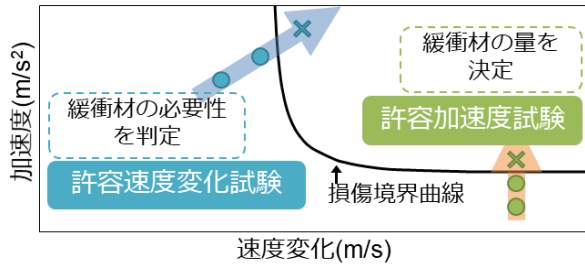 加速度(m/s²)
緩衝材の必要性
を判定
許容速度変化試験
緩衝材の量を
決定
許容加速度試験
損傷境界曲線
速度変化(m/s)